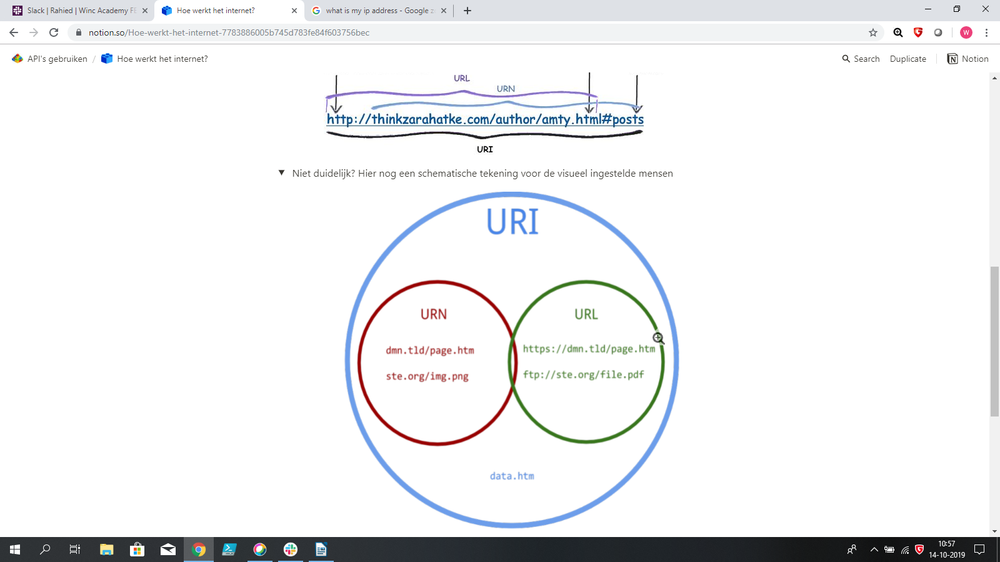 Slack | Rahied | Winc Academy FE
Hoe werkt het internet?
what is my ip address - Google z
notion.so/Hoe-werkt-het-internet-7783886005b745d783fe84f603756bec
W
API's gebruiken / Hoe werkt het internet?
Search Duplicate Notion
URL
URN
http://thinkzarahatke.com/author/amty.html#posts
URI
Niet duidelijk? Hier nog een schematische tekening voor de visueel ingestelde mensen
URI
URN
dmn.tld/page.htm
ste.org/img.png
URL
https://dmn.tld/page.htm
ftp://ste.org/file.pdf
data.htm
10:57
14-10-2019